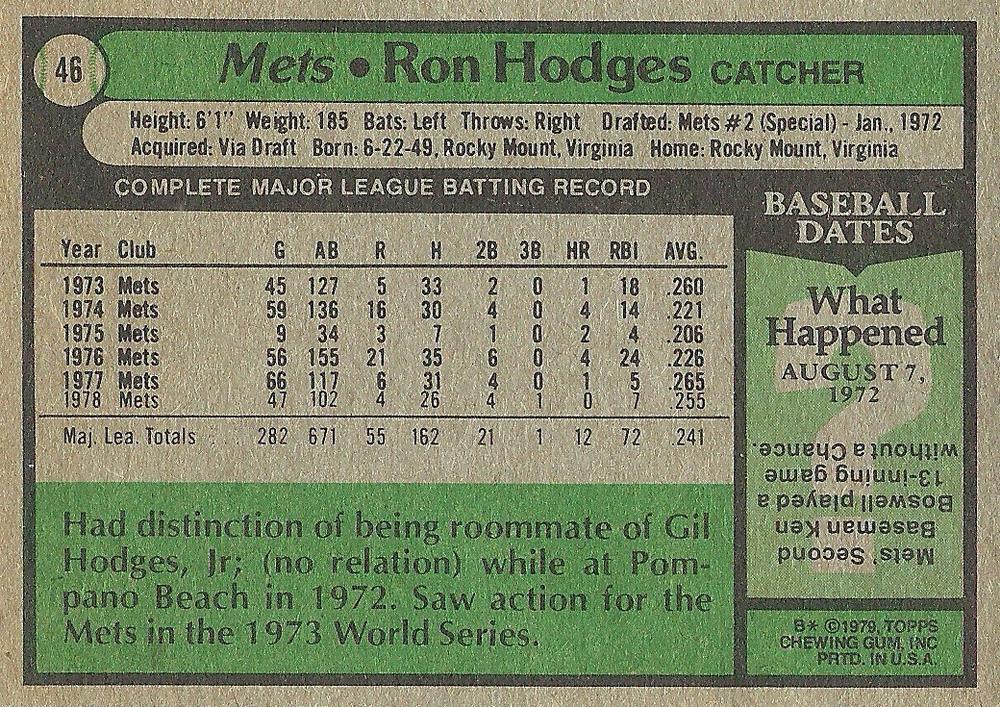 46
Mets • Ron Hodges CATCHER
Height: 6'1" Weight: 185 Bats: Left Throws: Right Drafted: Mets #2 (Special) - Jan., 1972
Acquired: Via Draft Born: 6-22-49, Rocky Mount, Virginia Home: Rocky Mount, Virginia
COMPLETE MAJOR LEAGUE BATTING RECORD
Year Club G AB R H 2B 3B HR RBI AVG.
1973 Mets 45 127 5 33 2 0 1 18 .260
1974 Mets 59 136 16 30 4 0 4 14 .221
1975 Mets 9 34 3 7 1 0 2 4 .206
1976 Mets 56 155 21 35 6 0 4 24 .226
1977 Mets 66 117 6 31 4 0 1 5 .265
1978 Mets 47 102 4 26 4 1 0 7 .255
Maj. Lea. Totals 282 671 55 162 21 1 12 72 .241
Had distinction of being roommate of Gil
Hodges, Jr; (no relation) while at Pom-
pano Beach in 1972. Saw action for the
Mets in the 1973 World Series.
BASEBALL
DATES
What
Happened
AUGUST 7,
1972
?
Mets' Second
Baseman Ken
Boswell played a
13-inning game
without a Chance.
B* ©1979, TOPPS
CHEWING GUM, INC
PRTD. IN U.S.A.